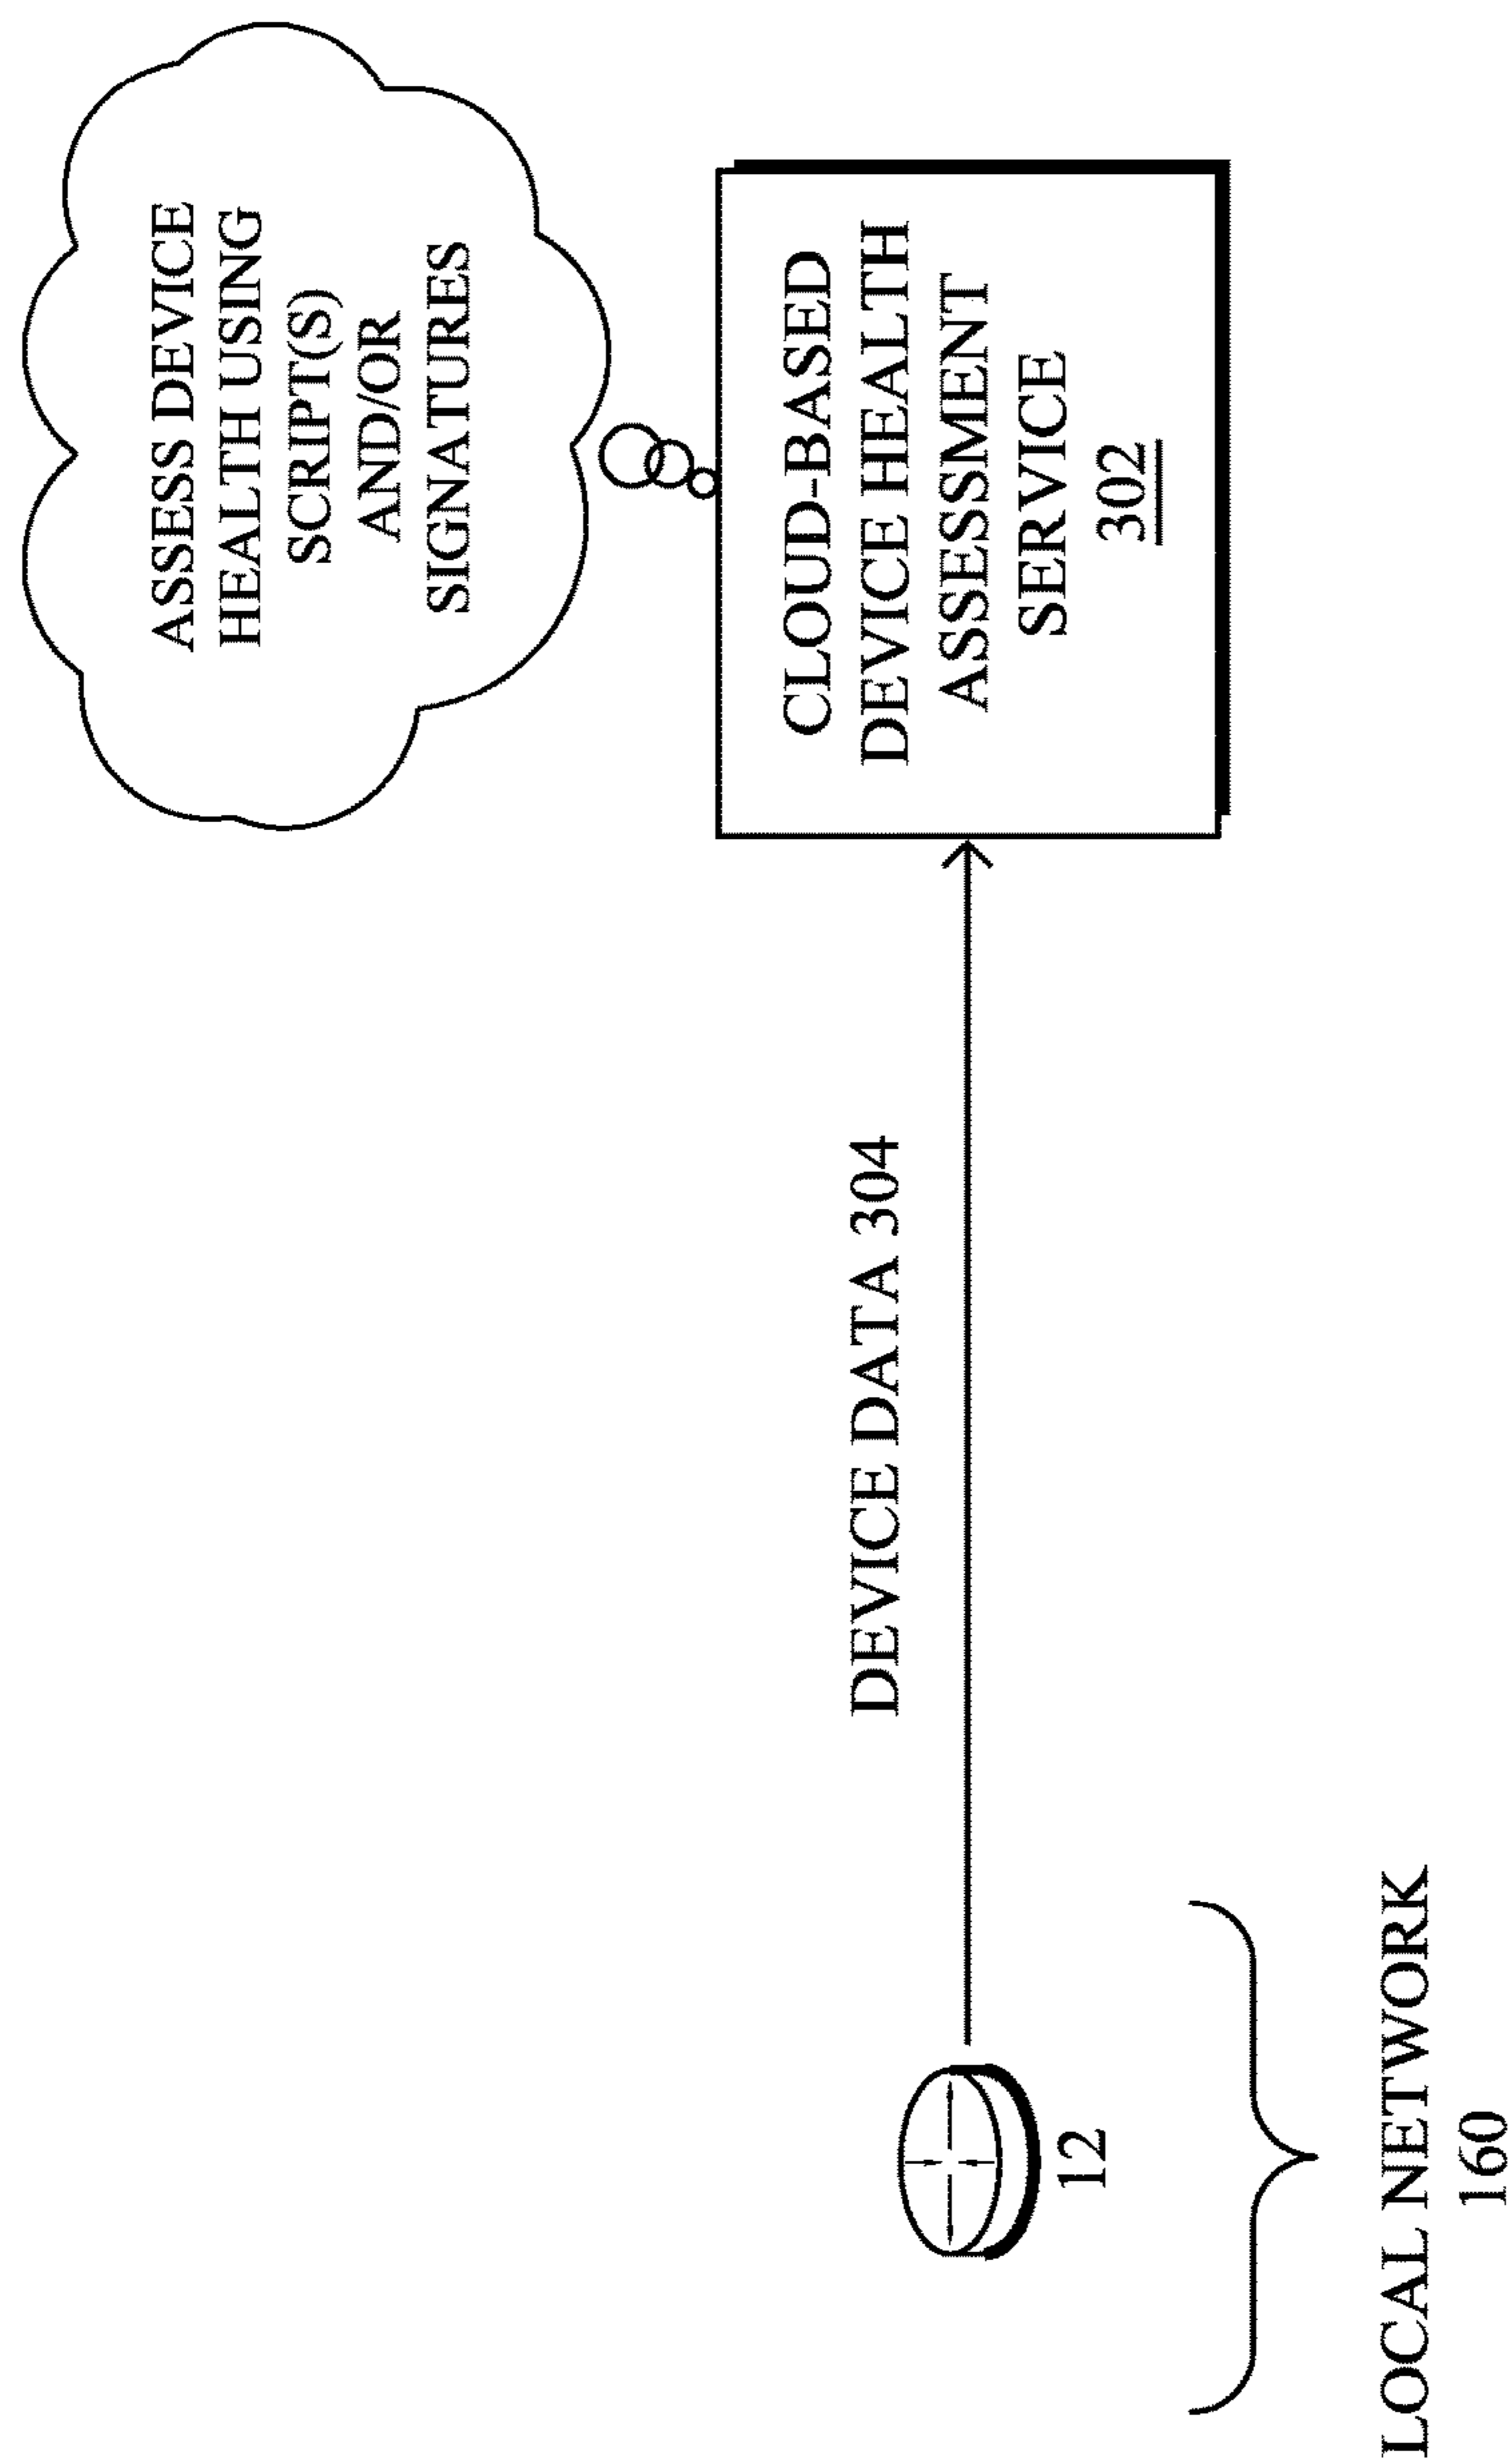 ASSESS DEVICE
HEALTH USING
SCRIPT(S)
AND/OR
SIGNATURES
CLOUD-BASED
DEVICE HEALTH
ASSESSMENT
SERVICE
302
DEVICE DATA 304
12
LOCAL NETWORK
160